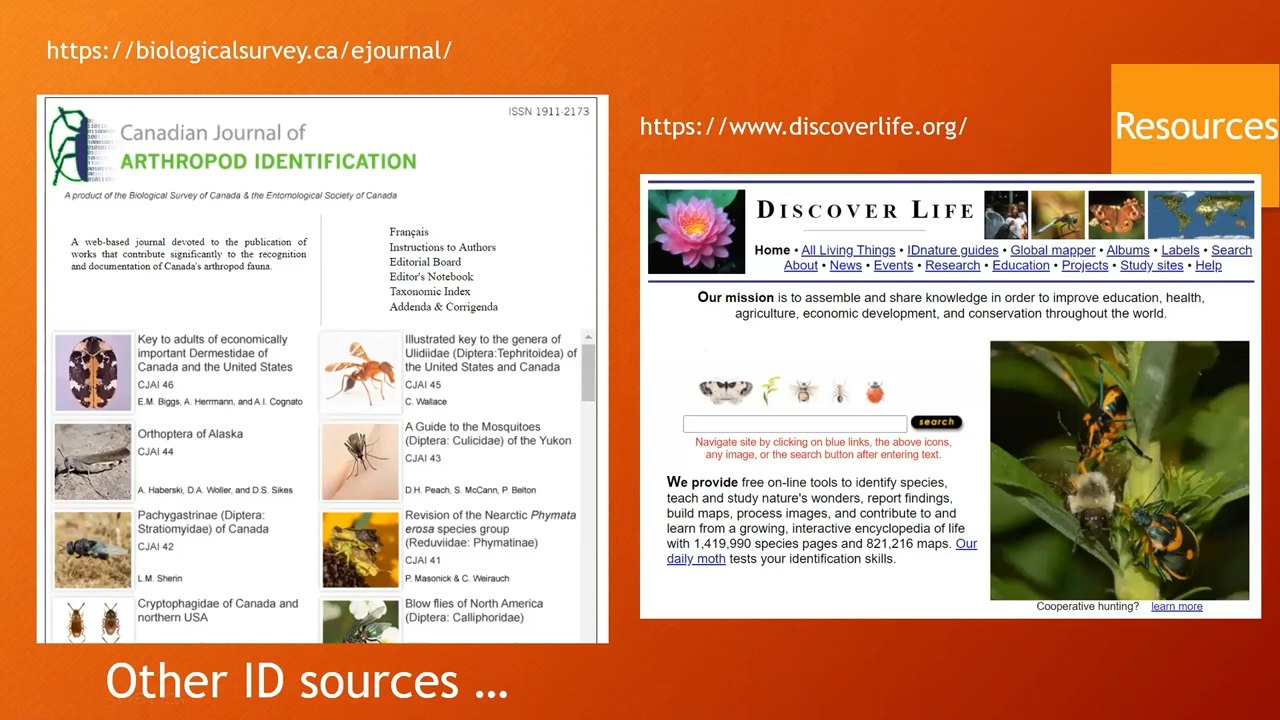 https://biologicalsurvey.ca/ejournal/
ISSN 1911-2173
Canadian Journal of
ARTHROPOD IDENTIFICATION
A product of the Biological Survey of Canada & the Entomological Society of Canada
A web-based journal devoted to the publication of
works that contribute significantly to the recognition
and documentation of Canada's arthropod fauna.
Français
Instructions to Authors
Editorial Board
Editor's Notebook
Taxonomic Index
Addenda & Corrigenda
Key to adults of economically
important Dermestidae of
Canada and the United States
CJAI 46
E.M. Biggs, A. Herrmann, and A.I. Cognato
Illustrated key to the genera of
Ulidiidae (Diptera:Tephritoidea) of
the United States and Canada
CJAI 45
C. Wallace
Orthoptera of Alaska
CJAI 44
A. Haberski, D.A. Woller, and D.S. Sikes
A Guide to the Mosquitoes
(Diptera: Culicidae) of the Yukon
CJAI 43
D.H. Peach, S. McCann, P. Belton
Pachygastrinae (Diptera:
Stratiomyidae) of Canada
CJAI 42
L.M. Sherin
Revision of the Nearctic Phymata
erosa species group
(Reduviidae: Phymatinae)
CJAI 41
P. Masonick & C. Weirauch
Cryptophagidae of Canada and
northern USA
Blow flies of North America
(Diptera: Calliphoridae)
Other ID sources ...
https://www.discoverlife.org/
Resources
DISCOVER LIFE
Home • All Living Things • IDnature guides • Global mapper • Albums • Labels • Search
About • News • Events • Research • Education • Projects • Study sites • Help
Our mission is to assemble and share knowledge in order to improve education, health,
agriculture, economic development, and conservation throughout the world.
search
Navigate site by clicking on blue links, the above icons,
any image, or the search button after entering text.
We provide free on-line tools to identify species,
teach and study nature's wonders, report findings,
build maps, process images, and contribute to and
learn from a growing, interactive encyclopedia of life
with 1,419,990 species pages and 821,216 maps. Our
daily moth tests your identification skills.
Cooperative hunting? learn more